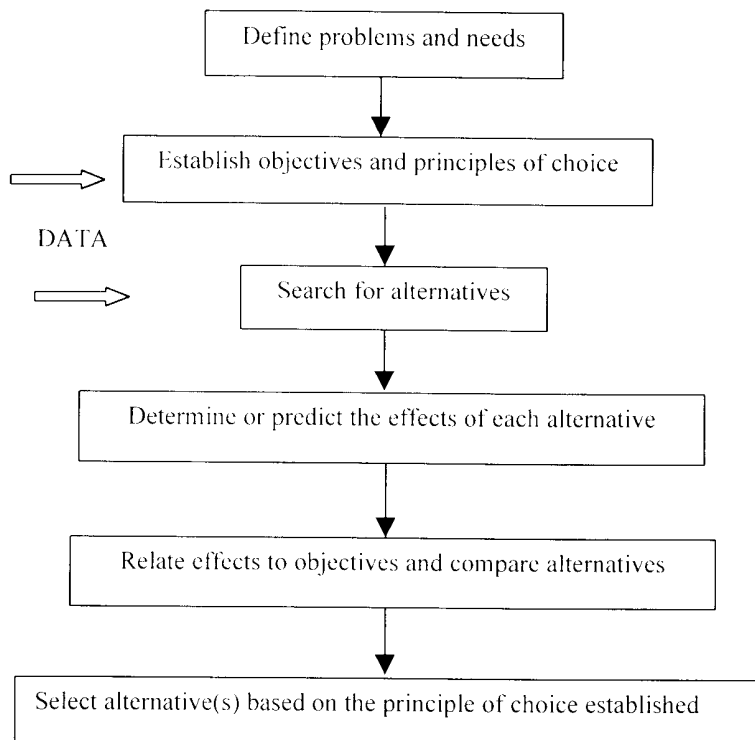 Define problems and needs
Establish objectives and principles of choice
DATA
Search for alternatives
Determine or predict the effects of each alternative
Relate effects to objectives and compare alternatives
Select alternative(s) based on the principle of choice established